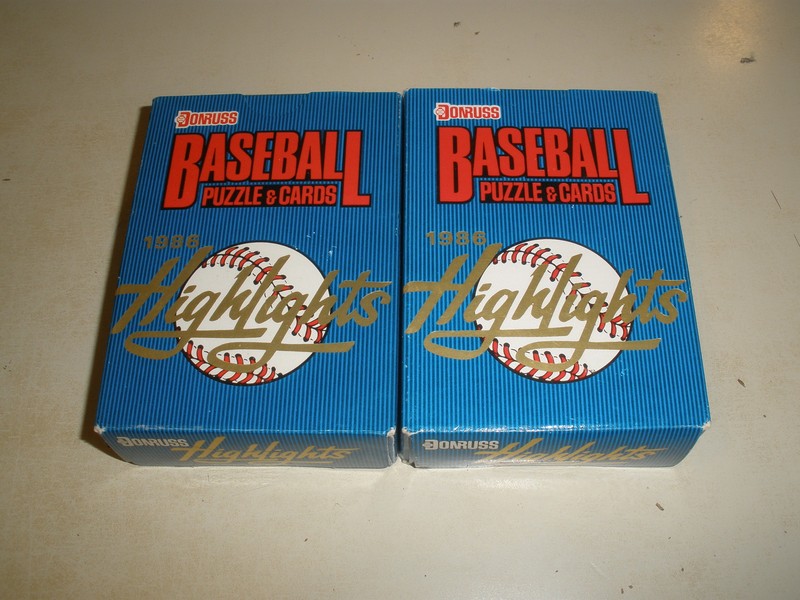 DONRUSS
BASEBALL
PUZZLE & CARDS
1986
Highlights
DONRUSS Highlights
DONRUSS
BASEBALL
PUZZLE & CARDS
1986
Highlights
DONRUSS Highlights